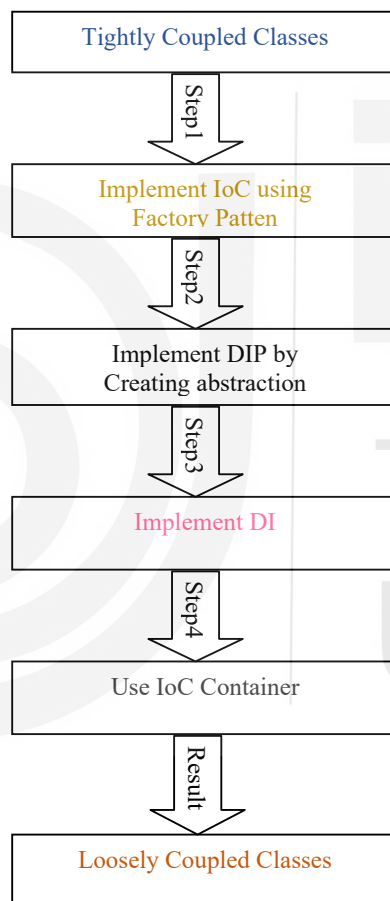 Tightly Coupled Classes
Step1
Implement IoC using
Factory Patten
Step2
Implement DIP by
Creating abstraction
Step3
Implement DI
Step4
Use IoC Container
Result
Loosely Coupled Classes